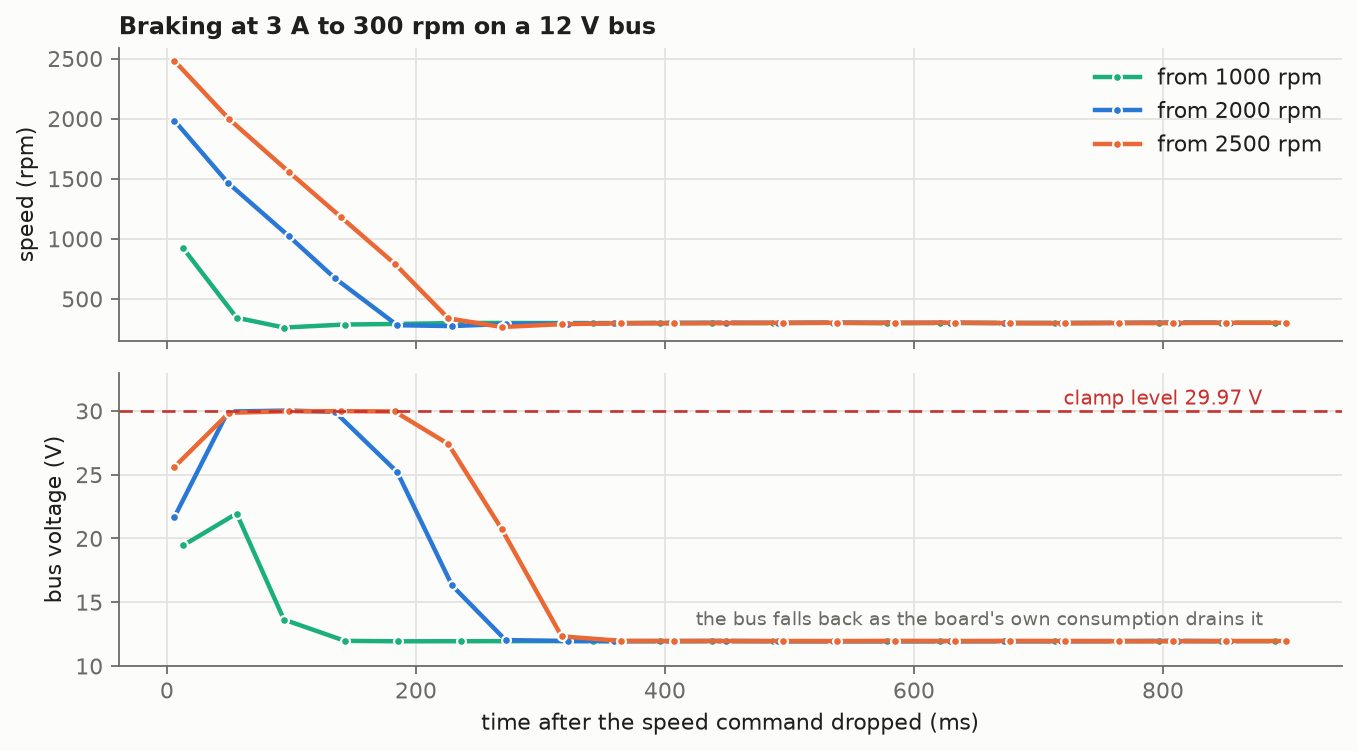 Braking at 3 A to 300 rpm on a 12 V bus
2500
2000
1500
1000
500
speed (rpm)
from 1000 rpm
from 2000 rpm
from 2500 rpm
30
25
20
15
10
bus voltage (V)
clamp level 29.97 V
the bus falls back as the board's own consumption drains it
0 200 400 600 800
time after the speed command dropped (ms)